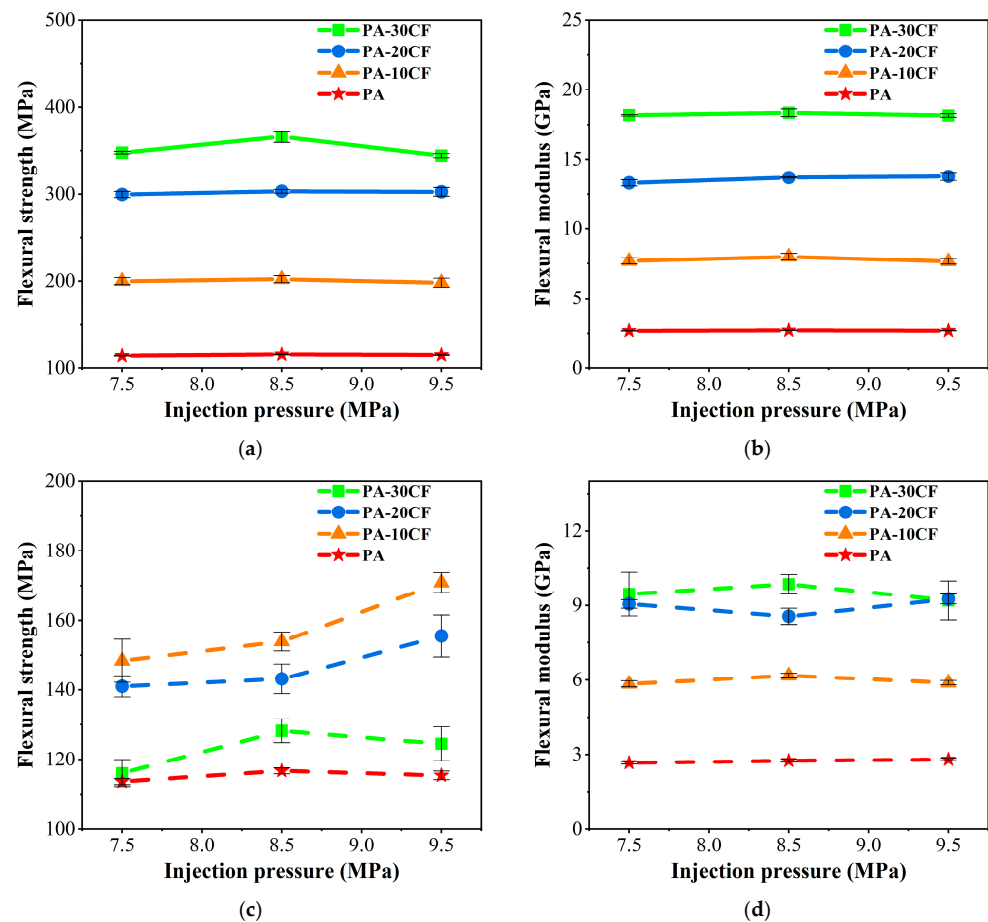 500
400
300
200
100
Flexural strength (MPa)
PA-30CF
PA-20CF
PA-10CF
PA
7.5 8.0 8.5 9.0 9.5
Injection pressure (MPa)
(a)
25
20
15
10
5
0
Flexural modulus (GPa)
PA-30CF
PA-20CF
PA-10CF
PA
7.5 8.0 8.5 9.0 9.5
Injection pressure (MPa)
(b)
200
180
160
140
120
100
Flexural strength (MPa)
PA-30CF
PA-20CF
PA-10CF
PA
7.5 8.0 8.5 9.0 9.5
Injection pressure (MPa)
(c)
12
9
6
3
0
Flexural modulus (GPa)
PA-30CF
PA-20CF
PA-10CF
PA
7.5 8.0 8.5 9.0 9.5
Injection pressure (MPa)
(d)